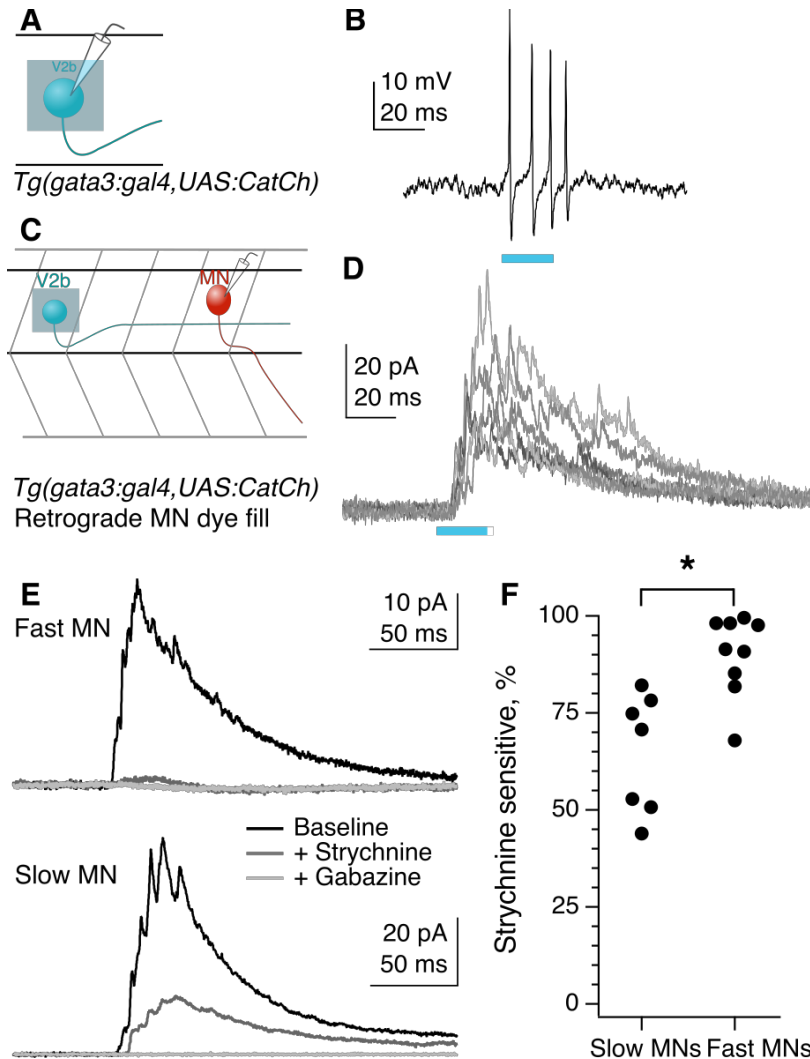 A
V2b
Tg(gata3:gal4,UAS:CatCh)
B
10 mV
20 ms
C
V2b
MN
Tg(gata3:gal4,UAS:CatCh)
Retrograde MN dye fill
D
20 pA
20 ms
E
Fast MN
10 pA
50 ms
Baseline
+ Strychnine
+ Gabazine
Slow MN
20 pA
50 ms
F
*
Strychnine sensitive, %
100
75
50
25
0
Slow MNs
Fast MNs